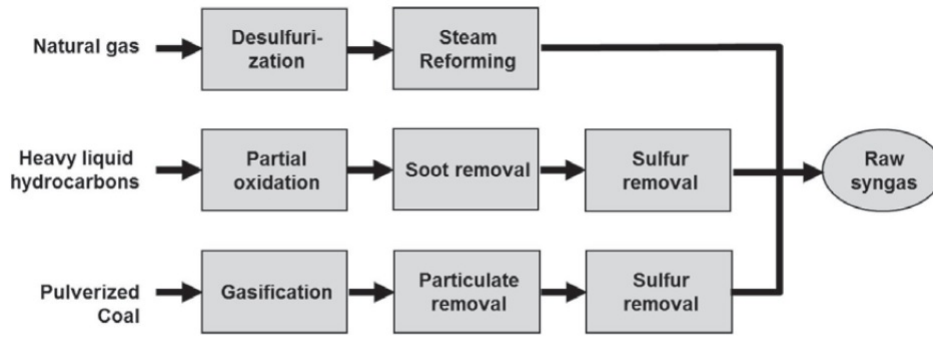 Natural gas
Desulfuri-
zation
Steam
Reforming
Heavy liquid
hydrocarbons
Partial
oxidation
Soot removal
Sulfur
removal
Raw
syngas
Pulverized
Coal
Gasification
Particulate
removal
Sulfur
removal